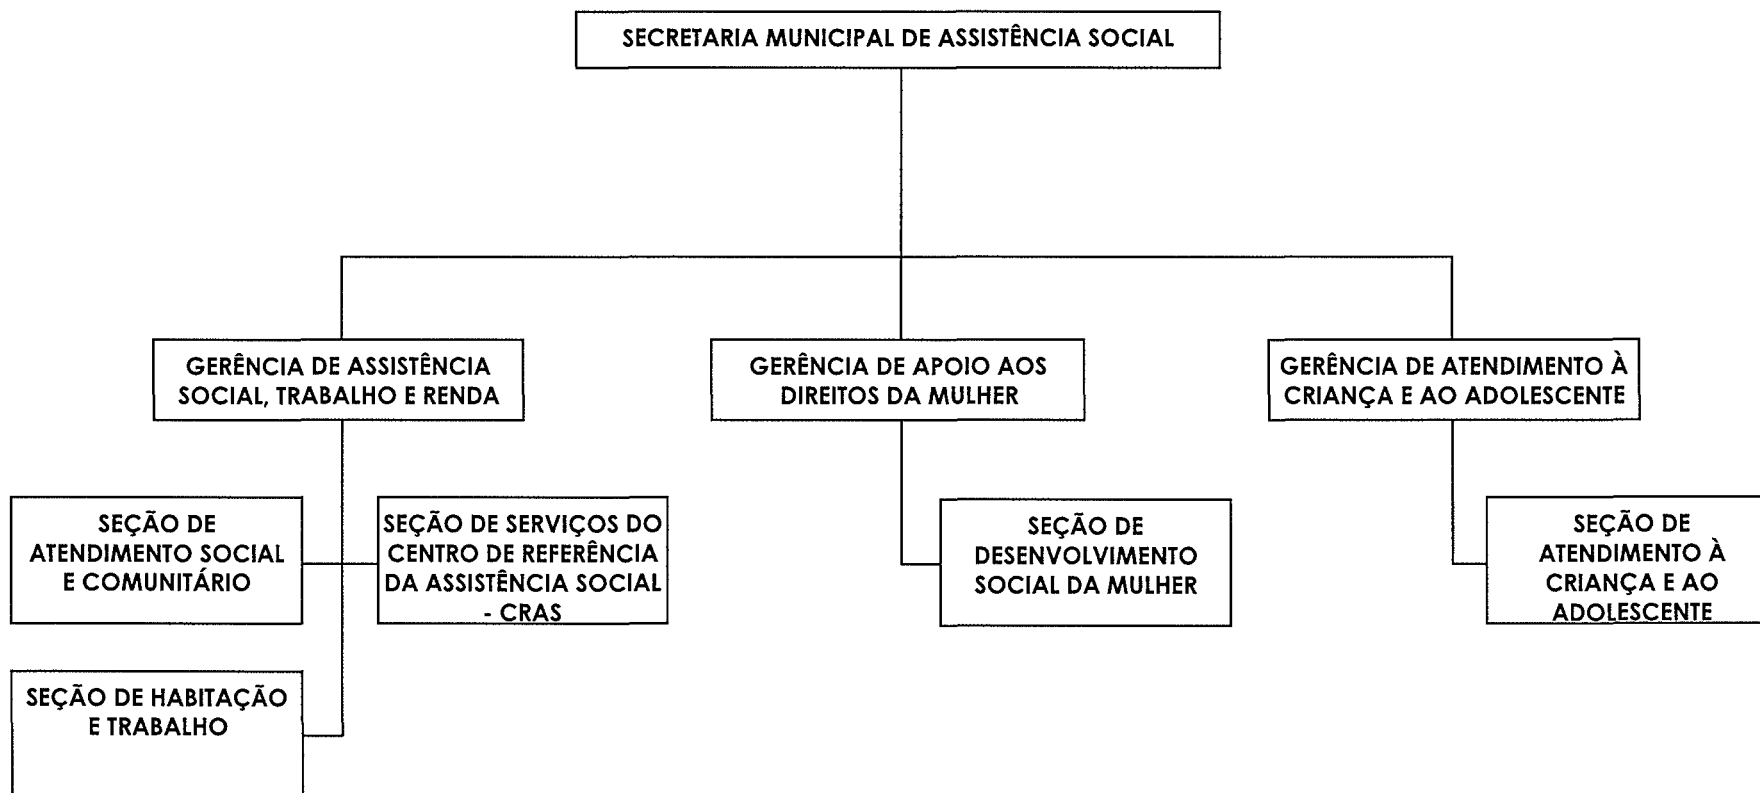 SECRETARIA MUNICIPAL DE ASSISTÊNCIA SOCIAL
GERÊNCIA DE ASSISTÊNCIA
SOCIAL, TRABALHO E RENDA
GERÊNCIA DE APOIO AOS
DIREITOS DA MULHER
GERÊNCIA DE ATENDIMENTO À
CRIANÇA E AO ADOLESCENTE
SEÇÃO DE
ATENDIMENTO SOCIAL
E COMUNITÁRIO
SEÇÃO DE SERVIÇOS DO
CENTRO DE REFERÊNCIA
DA ASSISTÊNCIA SOCIAL
- CRAS
SEÇÃO DE
DESENVOLVIMENTO
SOCIAL DA MULHER
SEÇÃO DE
ATENDIMENTO À
CRIANÇA E AO
ADOLESCENTE
SEÇÃO DE HABITAÇÃO
E TRABALHO